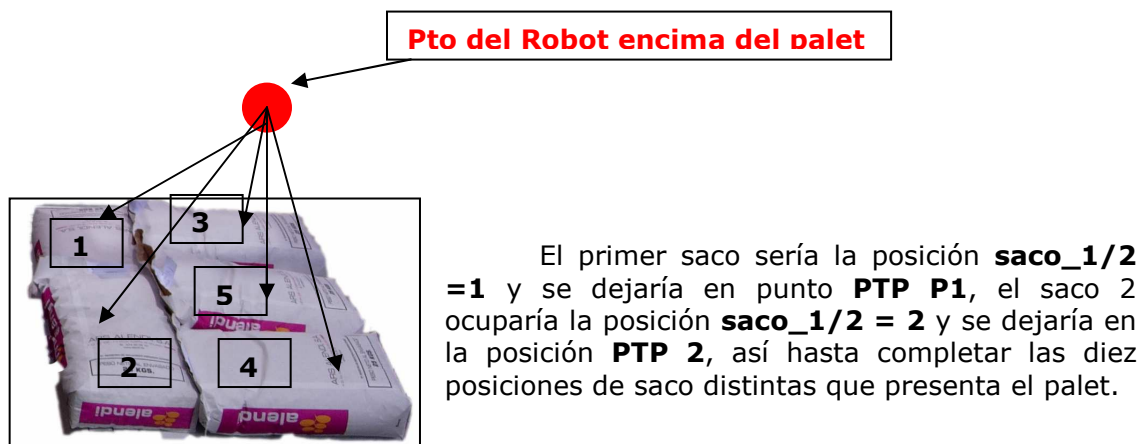 Pto del Robot encima del palet
1
3
5
2
4
alendi
alendi
alendi
El primer saco sería la posición saco_1/2
=1 y se dejaría en punto PTP P1, el saco 2
ocuparía la posición saco_1/2 = 2 y se dejaría en
la posición PTP 2, así hasta completar las diez
posiciones de saco distintas que presenta el palet.